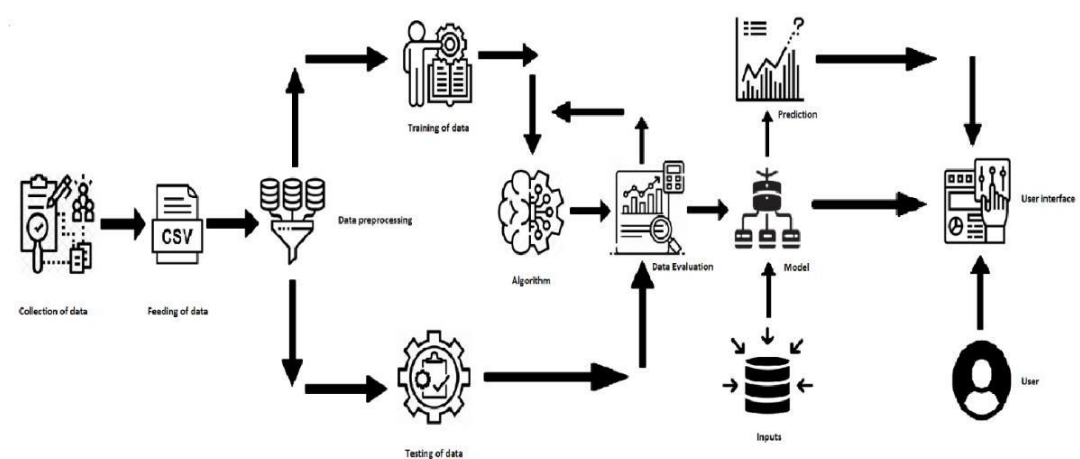 Training of data
Prediction
CSV
Data preprocessing
User interface
Collection of data
Feeding of data
Algorithm
Data Evaluation
Model
Testing of data
Inputs
User